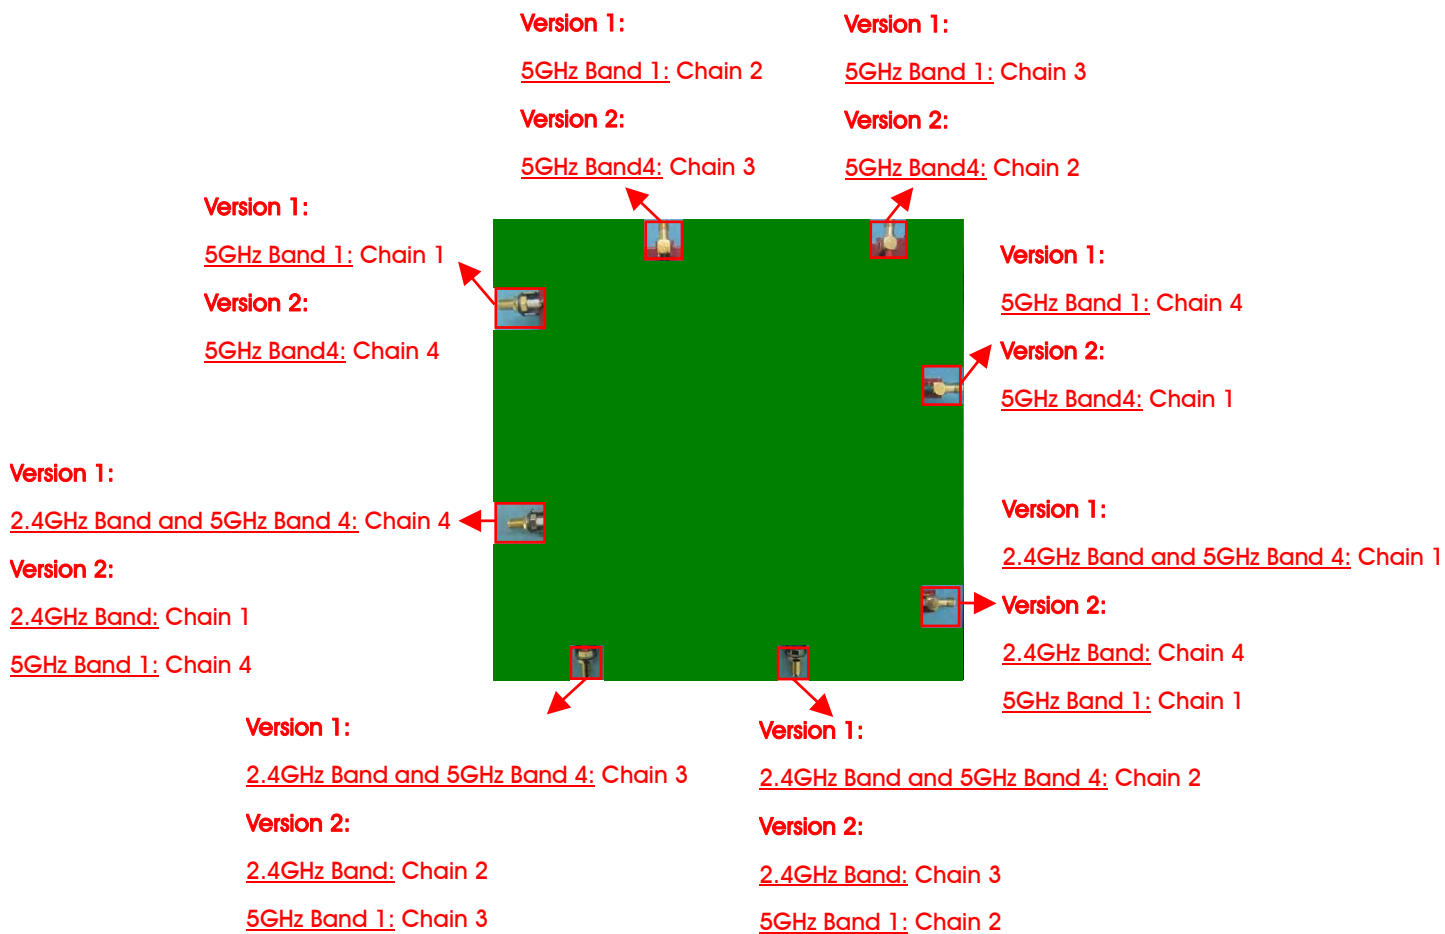 Version 1:
5GHz Band 1: Chain 2
Version 2:
5GHz Band4: Chain 3
Version 1:
5GHz Band 1: Chain 3
Version 2:
5GHz Band4: Chain 2
Version 1:
5GHz Band 1: Chain 1
Version 2:
5GHz Band4: Chain 4
Version 1:
5GHz Band 1: Chain 4
Version 2:
5GHz Band4: Chain 1
Version 1:
2.4GHz Band and 5GHz Band 4: Chain 4
Version 2:
2.4GHz Band: Chain 1
5GHz Band 1: Chain 4
Version 1:
2.4GHz Band and 5GHz Band 4: Chain 1
Version 2:
2.4GHz Band: Chain 4
5GHz Band 1: Chain 1
Version 1:
2.4GHz Band and 5GHz Band 4: Chain 3
Version 2:
2.4GHz Band: Chain 2
5GHz Band 1: Chain 3
Version 1:
2.4GHz Band and 5GHz Band 4: Chain 2
Version 2:
2.4GHz Band: Chain 3
5GHz Band 1: Chain 2